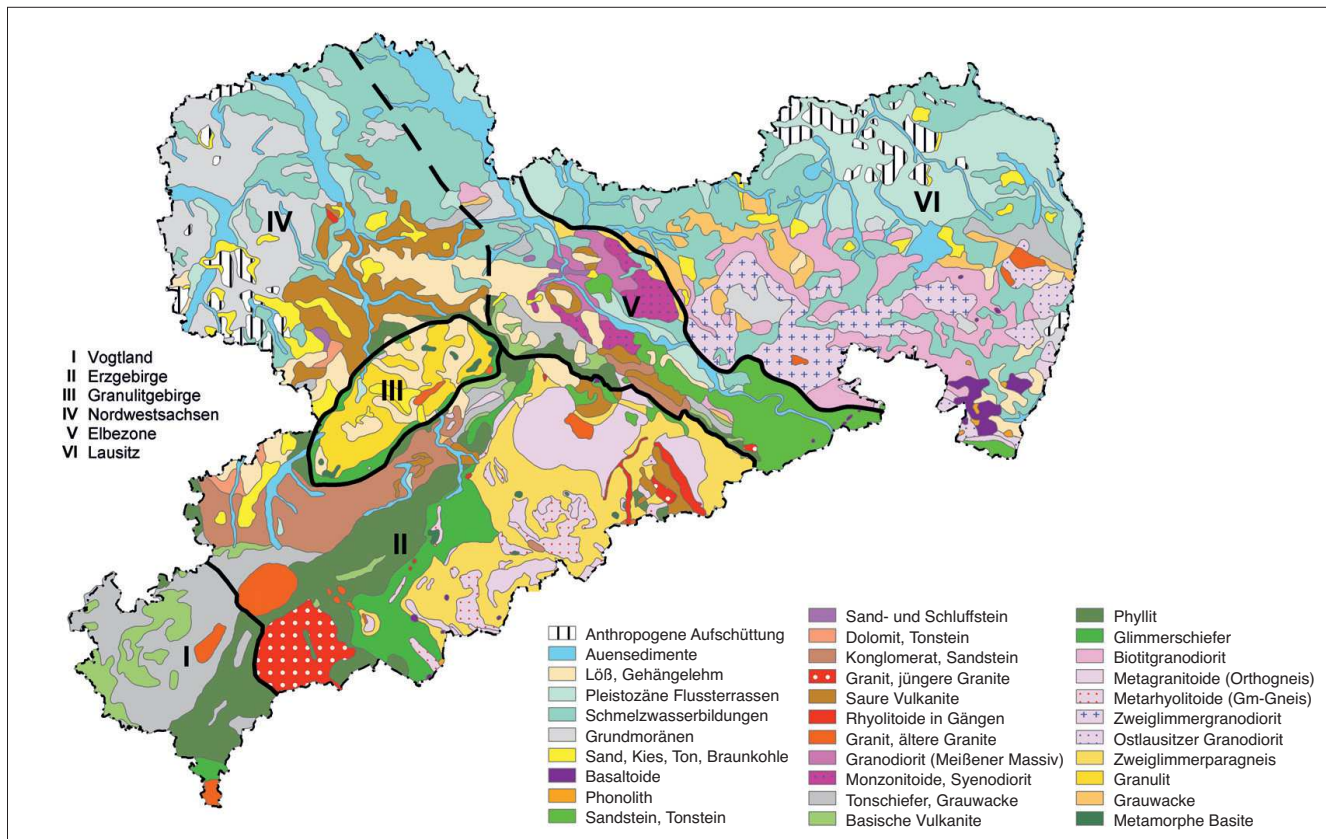 IV
VI
V
III
II
I
I Vogtland
II Erzgebirge
III Granulitgebirge
IV Nordwestsachsen
V Elbezone
VI Lausitz
Anthropogene Aufschüttung
Auensedimente
Löß, Gehängelehm
Pleistozäne Flussterrassen
Schmelzwasserbildungen
Grundmoränen
Sand, Kies, Ton, Braunkohle
Basaltoide
Phonolith
Sandstein, Tonstein
Sand- und Schluffstein
Dolomit, Tonstein
Konglomerat, Sandstein
Granit, jüngere Granite
Saure Vulkanite
Rhyolitoide in Gängen
Granit, ältere Granite
Granodiorit (Meißener Massiv)
Monzonitoide, Syenodiorit
Tonschiefer, Grauwacke
Basische Vulkanite
Phyllit
Glimmerschiefer
Biotitgranodiorit
Metagranitoide (Orthogneis)
Metarhyolitoide (Gm-Gneis)
Zweiglimmergranodiorit
Ostlausitzer Granodiorit
Zweiglimmerparagneis
Granulit
Grauwacke
Metamorphe Basite